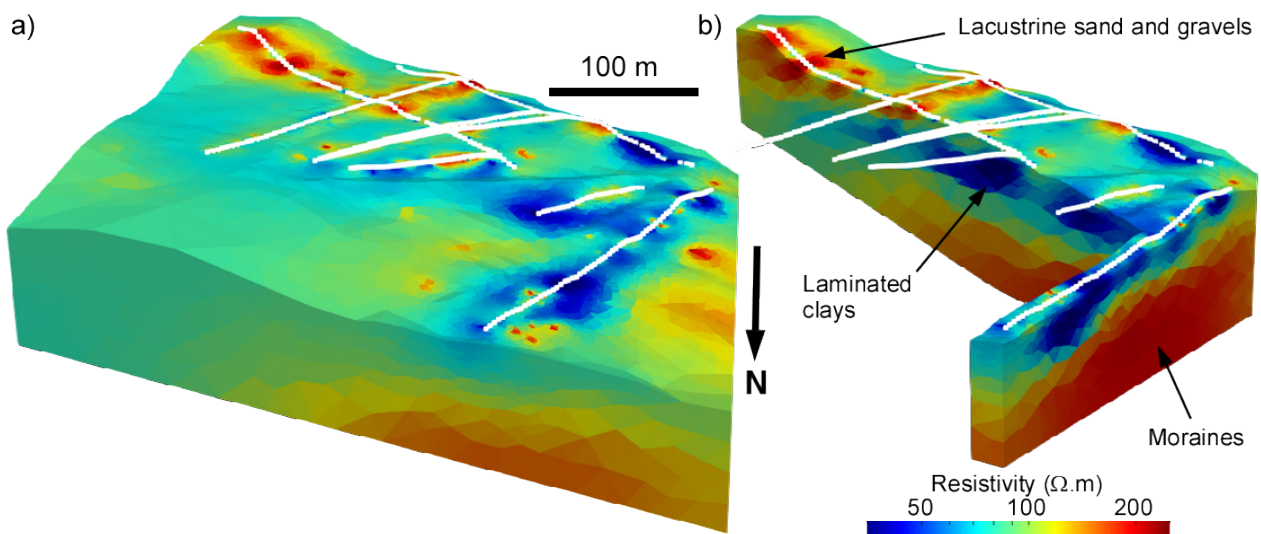 a)
100 m
N
b)
Lacustrine sand and gravels
Laminated
clays
Moraines
Resistivity (Ω.m)
50 100 200